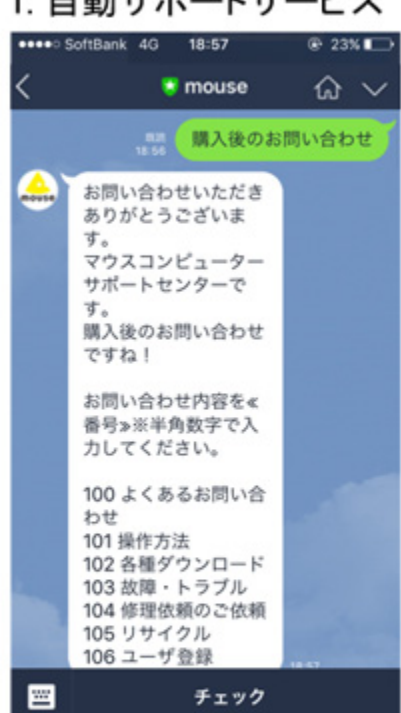 1. 自動サポートサービス
SoftBank 4G 18:57 23%
mouse
既読
18:56
購入後のお問い合わせ
mouse
お問い合わせいただき
ありがとうございま
す。
マウスコンピューター
サポートセンターで
す。
購入後のお問い合わせ
ですね！
お問い合わせ内容を≪
番号≫※半角数字で入
力してください。
100 よくあるお問い合
わせ
101 操作方法
102 各種ダウンロード
103 故障・トラブル
104 修理依頼のご依頼
105 リサイクル
106 ユーザ登録
18:57
チェック